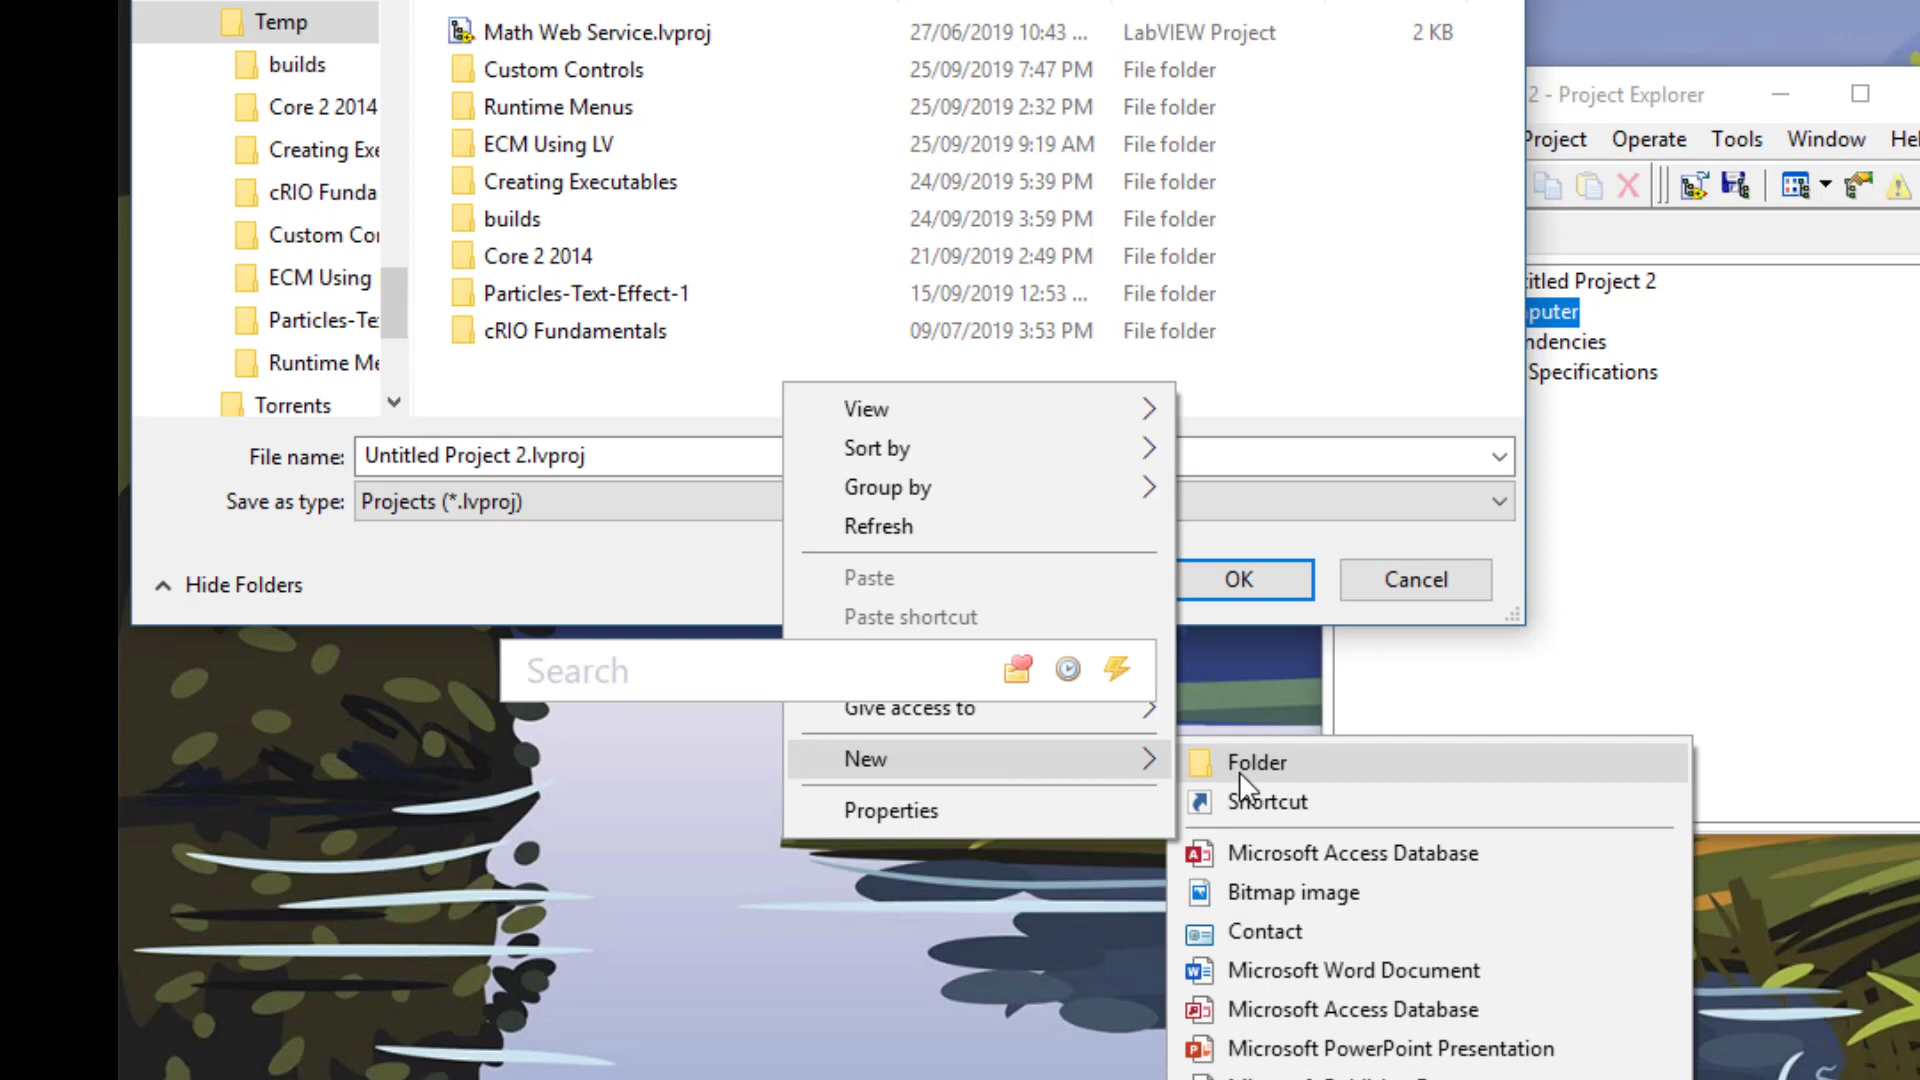 Temp
builds
Core 2 2014
Creating Exe
cRIO Funda
Custom Cor
ECM Using
Particles-Te
Runtime Me
Torrents
Math Web Service.lvproj 27/06/2019 10:43 ... LabVIEW Project 2 KB
Custom Controls 25/09/2019 7:47 PM File folder
Runtime Menus 25/09/2019 2:32 PM File folder
ECM Using LV 25/09/2019 9:19 AM File folder
Creating Executables 24/09/2019 5:39 PM File folder
builds 24/09/2019 3:59 PM File folder
Core 2 2014 21/09/2019 2:49 PM File folder
Particles-Text-Effect-1 15/09/2019 12:53 ... File folder
cRIO Fundamentals 09/07/2019 3:53 PM File folder
File name: Untitled Project 2.lvproj
Save as type: Projects (*.lvproj)
Hide Folders
OK Cancel
View
Sort by
Group by
Refresh
Paste
Paste shortcut
Search
Give access to
New
Properties
Folder
Shortcut
Microsoft Access Database
Bitmap image
Contact
Microsoft Word Document
Microsoft Access Database
Microsoft PowerPoint Presentation
2 - Project Explorer
Project Operate Tools Window Hel
titled Project 2
puter
ndencies
Specifications